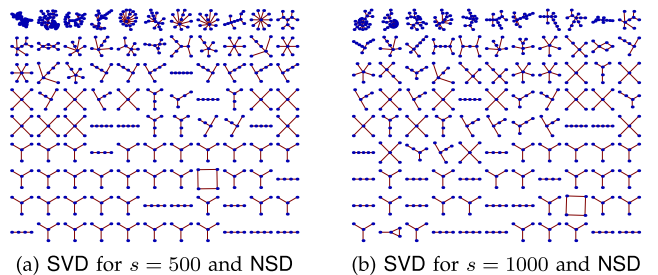 (a) SVD for s = 500 and NSD
(b) SVD for s = 1000 and NSD